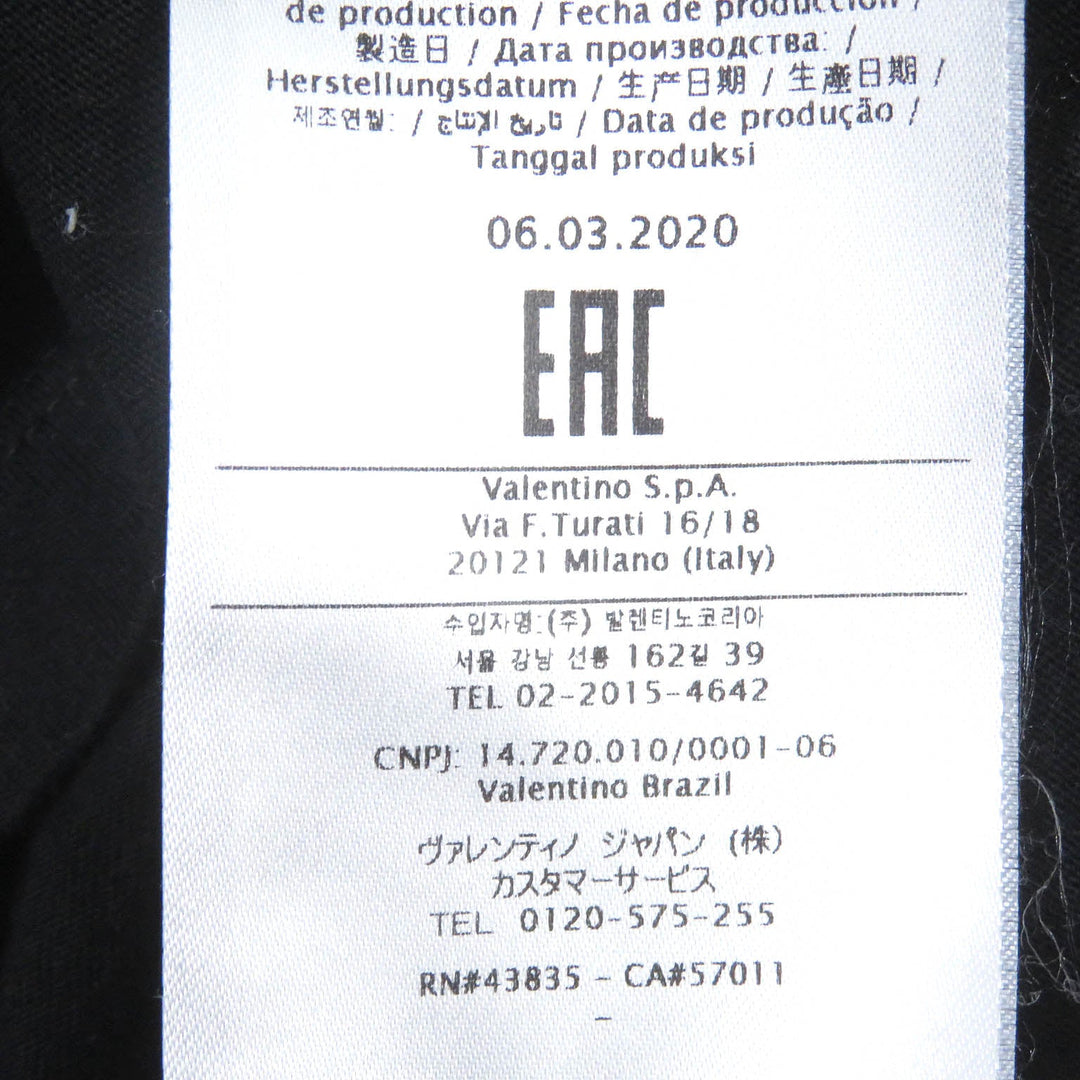 de production / Fecha de producción /
製造日 / Дата производства: /
Herstellungsdatum / 生产日期 / 生產日期 /
제조연월: / تاريخ الإنتاج / Data de produção /
Tanggal produksi
06.03.2020
EAC
Valentino S.p.A.
Via F.Turati 16/18
20121 Milano (Italy)
수입자명:(주) 발렌티노코리아
서울 강남 선릉 162길 39
TEL 02-2015-4642
CNPJ: 14.720.010/0001-06
Valentino Brazil
ヴァレンティノ ジャパン (株)
カスタマーサービス
TEL 0120-575-255
RN#43835 - CA#57011
-